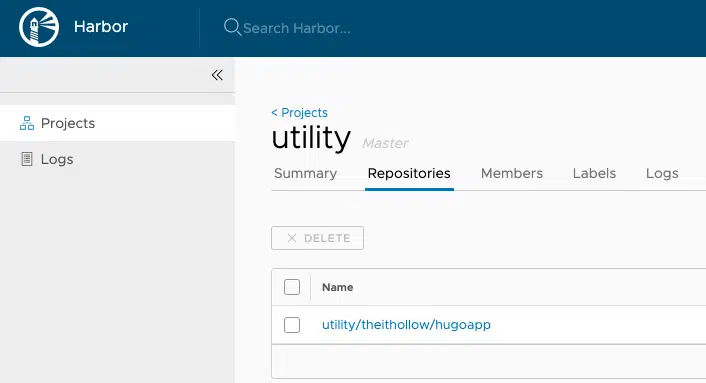 Harbor
Search Harbor...
Projects
Logs
< Projects
utility Master
Summary Repositories Members Labels Logs
DELETE
Name
utility/theithollow/hugoapp